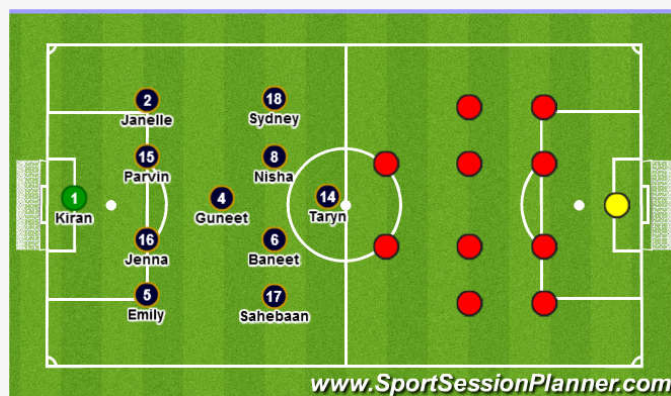 2
Janelle
18
Sydney
15
Parvin
8
Nisha
1
Kiran
4
Guneet
14
Taryn
16
Jenna
6
Baneet
5
Emily
17
Sahebaan
www.SportSessionPlanner.com